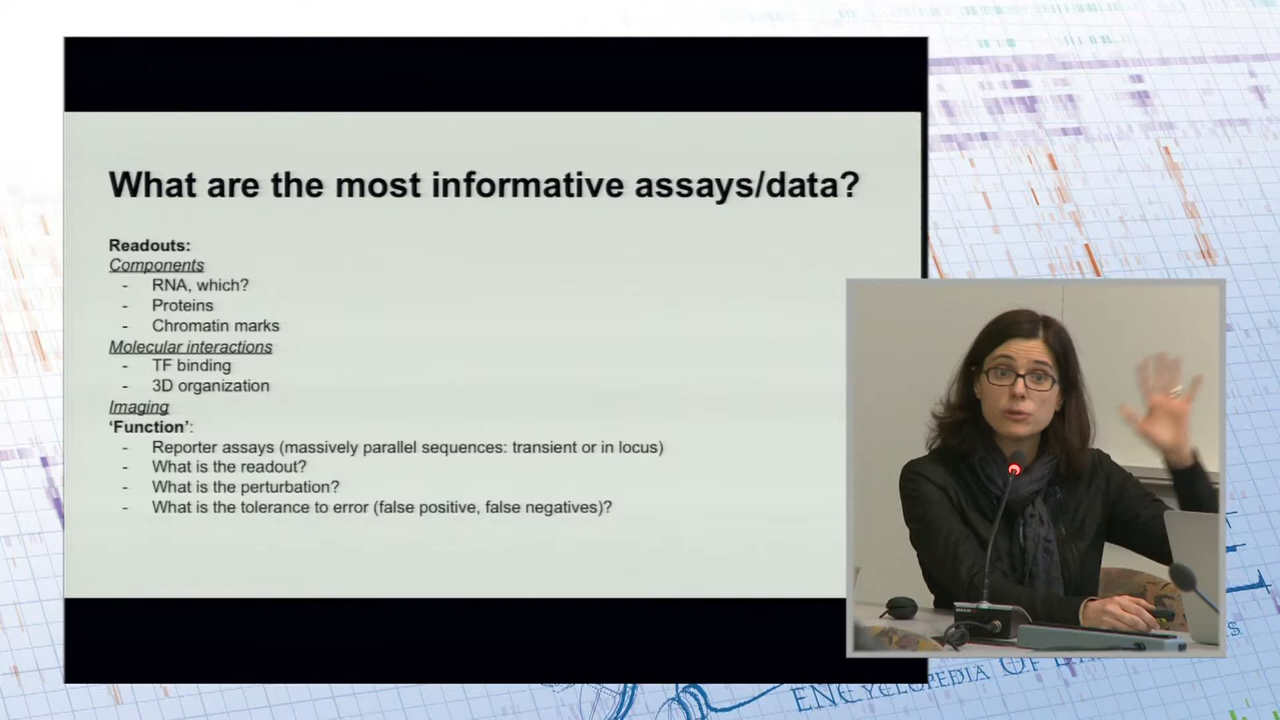 What are the most informative assays/data?
Readouts:
Components
- RNA, which?
- Proteins
- Chromatin marks
Molecular interactions
- TF binding
- 3D organization
Imaging
‘Function’:
- Reporter assays (massively parallel sequences: transient or in locus)
- What is the readout?
- What is the perturbation?
- What is the tolerance to error (false positive, false negatives)?
ENCYCLOPEDIA OF